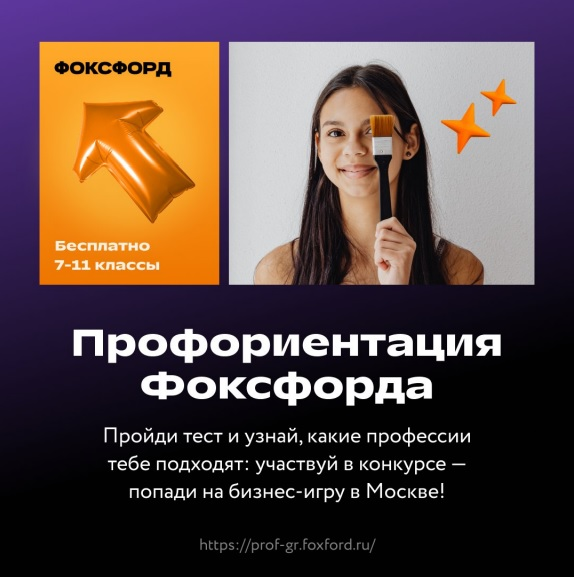 ФОКСФОРД
Бесплатно
7-11 классы
Профориентация
Фоксфорда
Пройди тест и узнай, какие профессии
тебе подходят: участвуй в конкурсе —
попади на бизнес-игру в Москве!
https://prof-gr.foxford.ru/